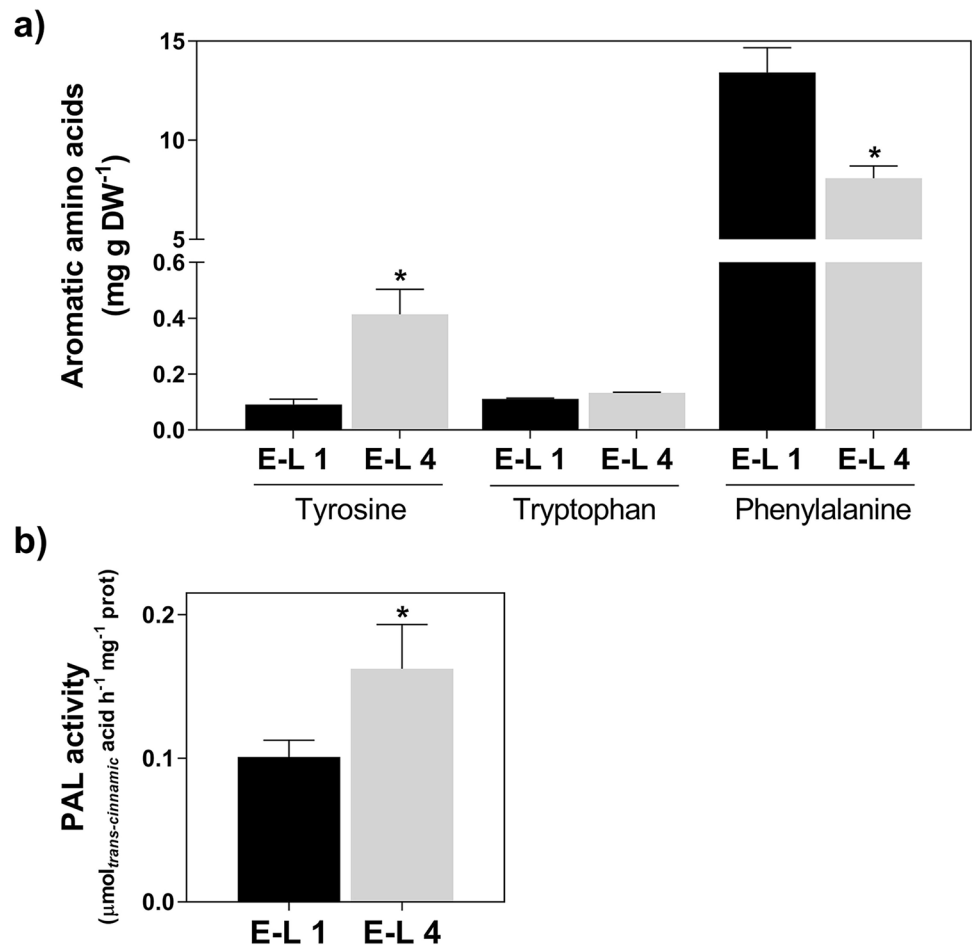 a)
Aromatic amino acids
(mg g DW⁻¹)
15
10
5
0.6
0.4
0.2
0.0
*
*
E-L 1 E-L 4 E-L 1 E-L 4 E-L 1 E-L 4
Tyrosine Tryptophan Phenylalanine
b)
PAL activity
(μmol trans-cinnamic acid h⁻¹ mg⁻¹ prot)
0.2
0.1
0.0
*
E-L 1 E-L 4